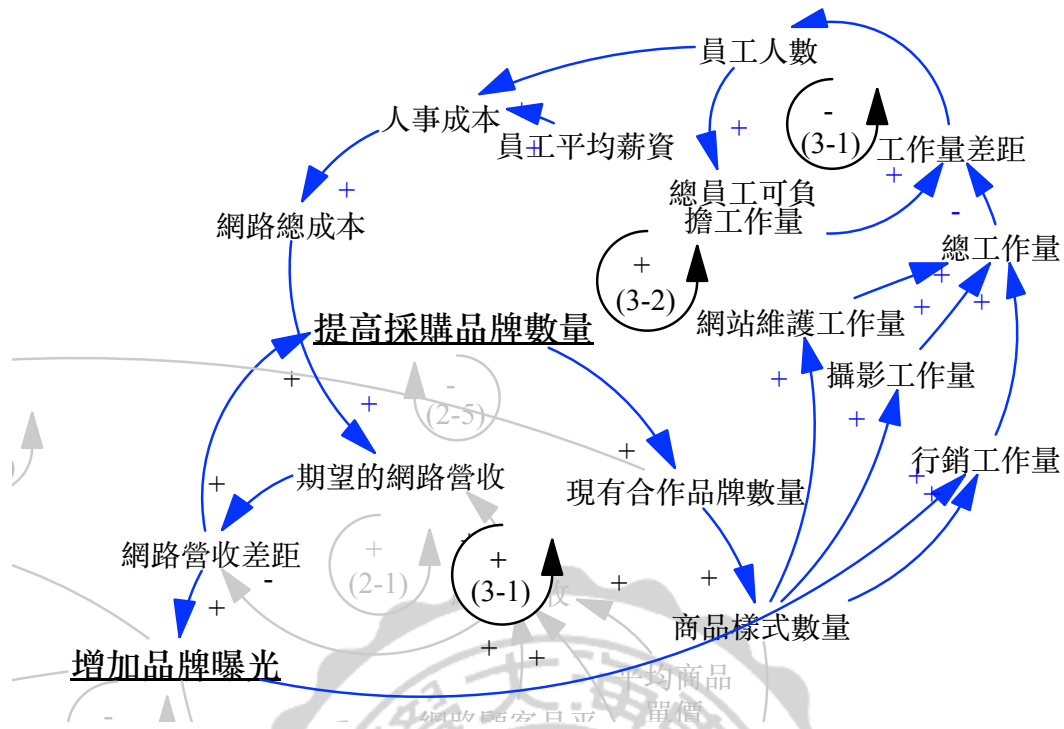 員工人數
-
(3-1)
人事成本
+
員工平均薪資
+
+
工作量差距
+
總員工可負
擔工作量
+
網路總成本
-
總工作量
+
(3-2)
+
+
+
網站維護工作量
提高採購品牌數量
+
-
(2-5)
+
+
攝影工作量
+
+
行銷工作量
+
+
期望的網路營收
+
現有合作品牌數量
網路營收差距
+
(2-1)
+
(3-1)
-
+
+
+
收
商品樣式數量
+
+
增加品牌曝光
平均商品
單價
-